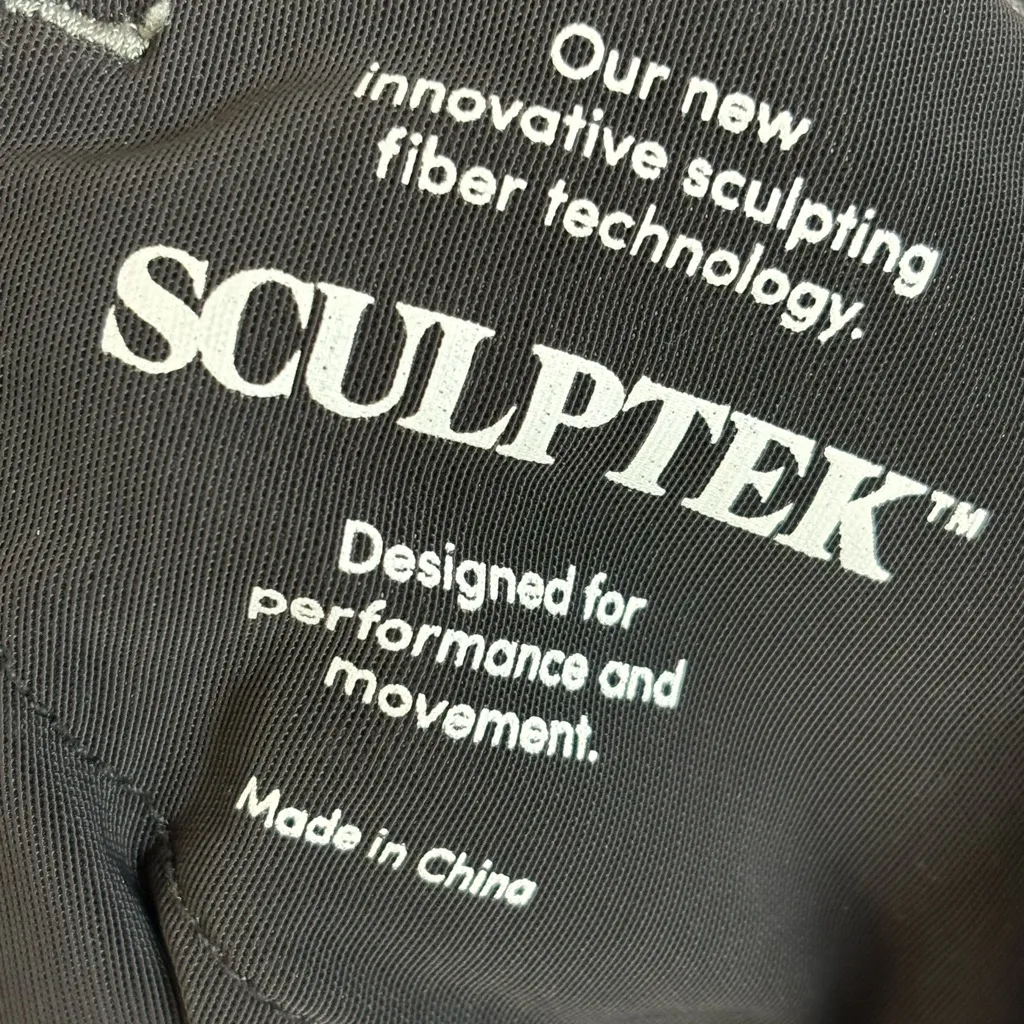 Our new
innovative sculpting
fiber technology.
SCULPTEK™
Designed for
performance and
movement.
Made in China